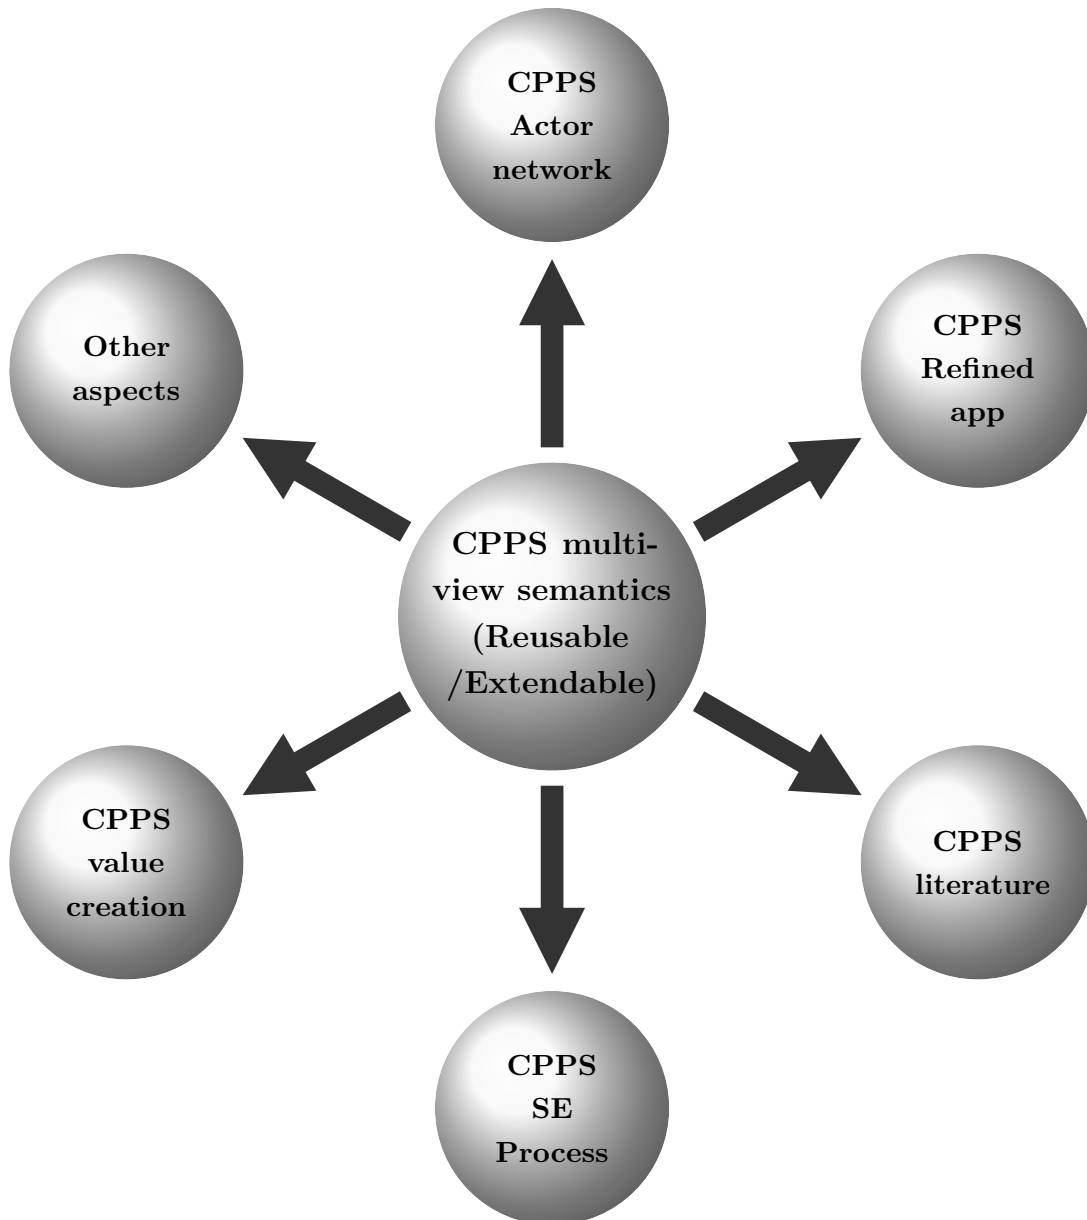 CPPS
Actor
network
Other
aspects
CPPS
Refined
app
CPPS multi-
view semantics
(Reusable
/Extendable)
CPPS
value
creation
CPPS
literature
CPPS
SE
Process